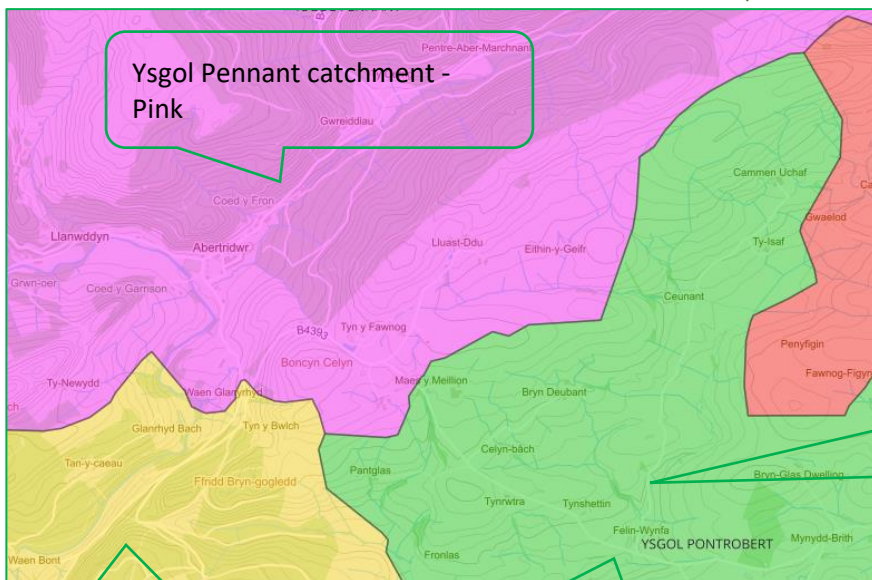 Pentre-Aber-Marchnant
Ysgol Pennant catchment -
Pink
Gwreiddiau
Cammen Uchaf
Coed y Fron
Gwaelod
Llanwddyn
Abertridwr
Lluast-Ddu
Eithin-y-Geifr
Ty-Isaf
Grwn-oer
Coed y Garrison
Ceunant
B4393
Tyn y Fawnog
Penyfigin
Boncyn Celyn
Ty-Newydd
Maes y Meillion
Fawnog-Figyn
Waen Glanrhyd
Bryn Deubant
Glanrhyd Bach
Tyn y Bwlch
Celyn-bâch
Tan-y-caeau
Pantglas
Bryn-Glas Dwelling
Ffridd Bryn-gogledd
Tynrwtra
Tynshettin
Felin-Wynfa
Mynydd-Brith
YSGOL PONTROBERT
Waen Bont
Fronlas